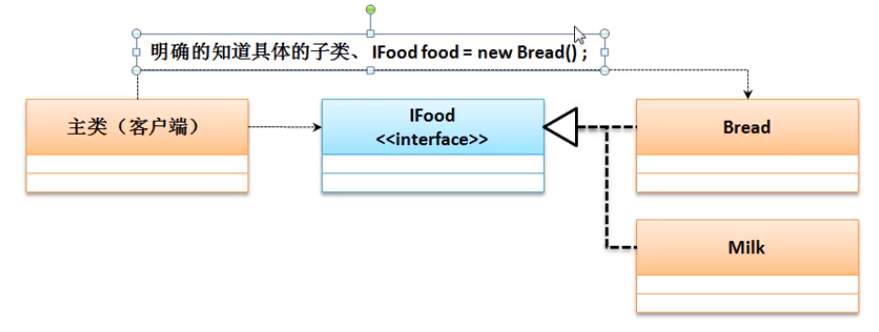 明确的知道具体的子类、IFood food = new Bread() ;
主类（客户端）
IFood
<<interface>>
Bread
Milk